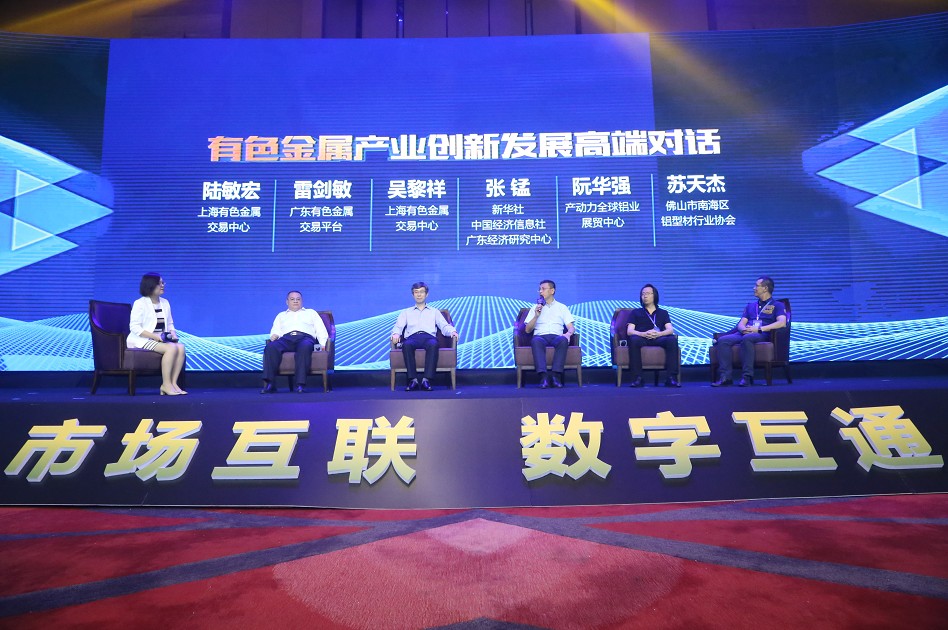 有色金属产业创新发展高端对话
陆敏宏 雷剑敏 吴黎祥 张锰 阮华强 苏天杰
上海有色金属 广东有色金属 上海有色金属 新华社 产动力全球铝业 佛山市南海区
交易中心 交易平台 交易中心 中国经济信息社 展贸中心 铝型材行业协会
广东经济研究中心
市场互联 数字互通